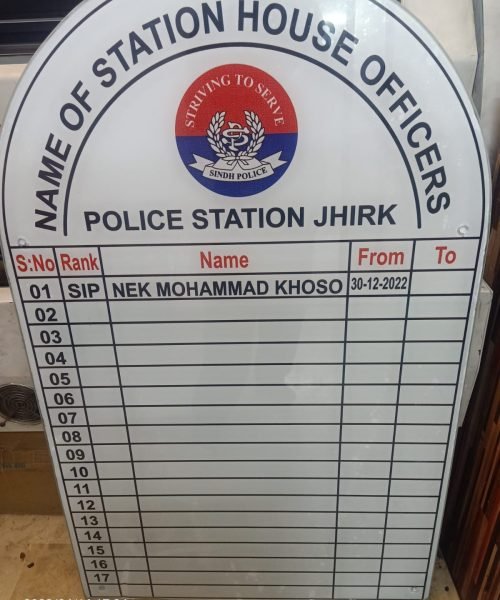 NAME OF STATION HOUSE OFFICERS
STRIVING TO SERVE
SP
SINDH POLICE
POLICE STATION JHIRK
S:No Rank Name From To
01 SIP NEK MOHAMMAD KHOSO 30-12-2022
02
03
04
05
06
07
08
09
10
11
12
13
14
15
16
17